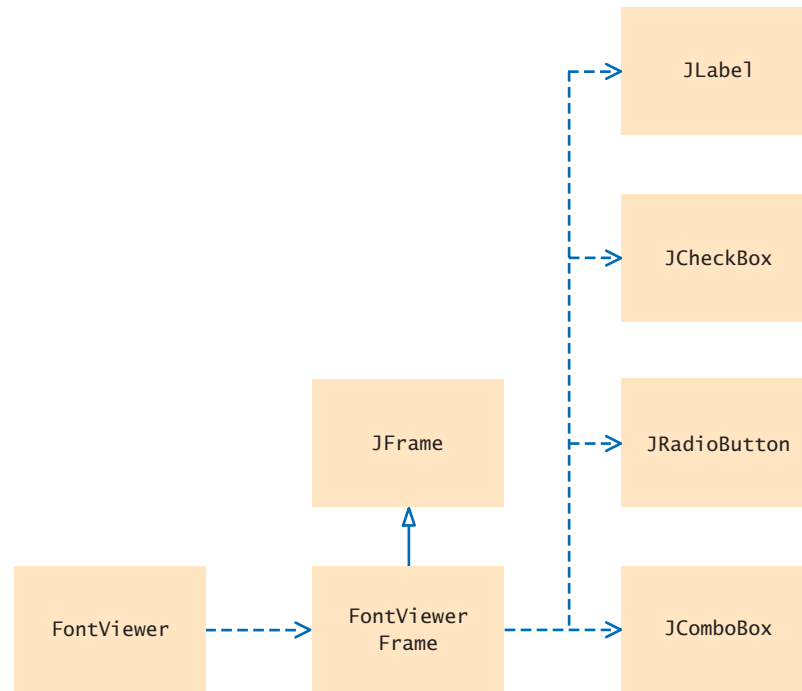 JLabel
JCheckBox
JFrame
JRadioButton
FontViewer
FontViewer
Frame
JComboBox